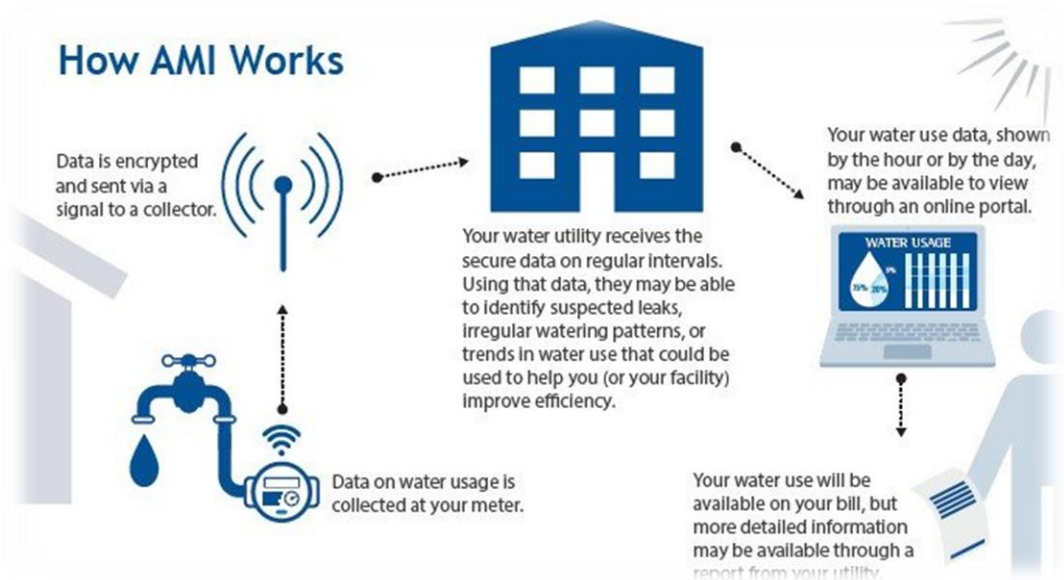 How AMI Works
Data is encrypted
and sent via a
signal to a collector.
Your water utility receives the
secure data on regular intervals.
Using that data, they may be able
to identify suspected leaks,
irregular watering patterns, or
trends in water use that could be
used to help you (or your facility)
improve efficiency.
Your water use data, shown
by the hour or by the day,
may be available to view
through an online portal.
WATER USAGE
Data on water usage is
collected at your meter.
Your water use will be
available on your bill, but
more detailed information
may be available through a
report from your utility.